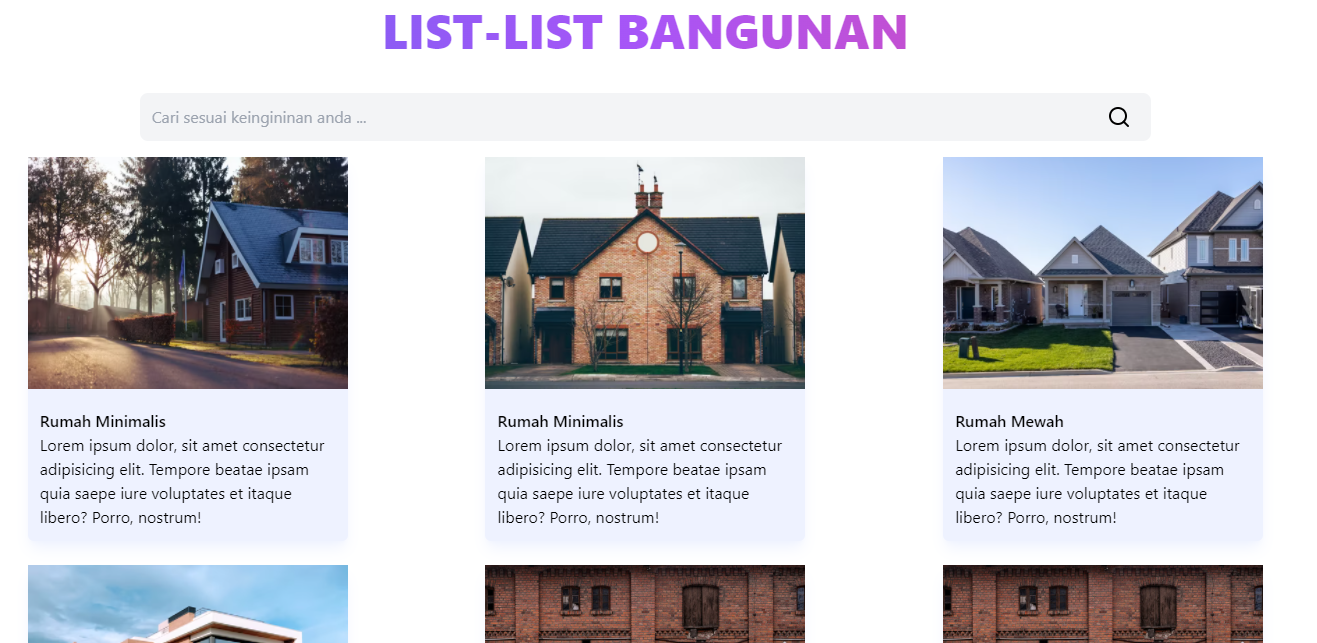 LIST-LIST BANGUNAN
Cari sesuai keingininan anda ...
Rumah Minimalis
Lorem ipsum dolor, sit amet consectetur
adipisicing elit. Tempore beatae ipsam
quia saepe iure voluptates et itaque
libero? Porro, nostrum!
Rumah Minimalis
Lorem ipsum dolor, sit amet consectetur
adipisicing elit. Tempore beatae ipsam
quia saepe iure voluptates et itaque
libero? Porro, nostrum!
Rumah Mewah
Lorem ipsum dolor, sit amet consectetur
adipisicing elit. Tempore beatae ipsam
quia saepe iure voluptates et itaque
libero? Porro, nostrum!